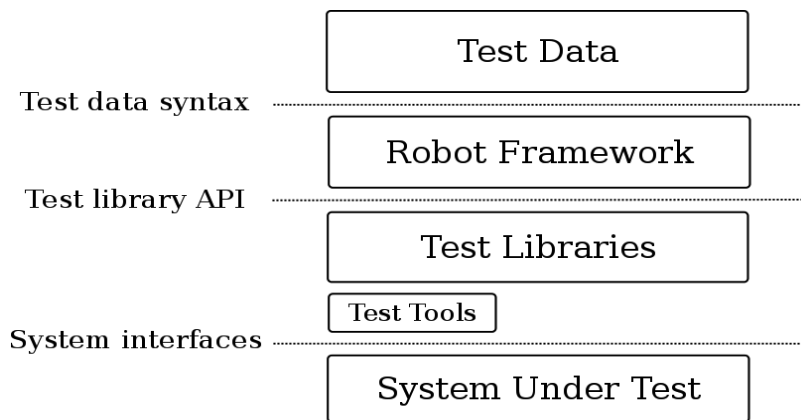 Test Data
Test data syntax
Robot Framework
Test library API
Test Libraries
Test Tools
System interfaces
System Under Test